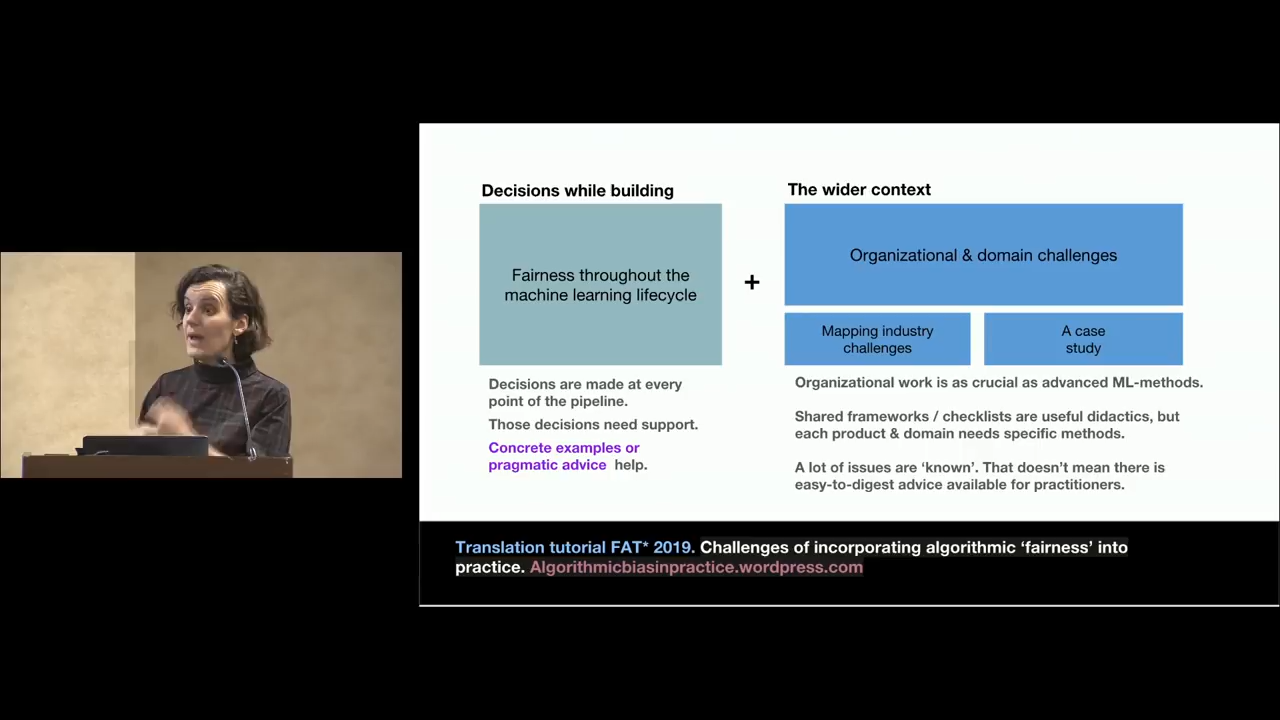 Decisions while building
Fairness throughout the
machine learning lifecycle
Decisions are made at every
point of the pipeline.
Those decisions need support.
Concrete examples or
pragmatic advice help.
+
The wider context
Organizational & domain challenges
Mapping industry
challenges
A case
study
Organizational work is as crucial as advanced ML-methods.
Shared frameworks / checklists are useful didactics, but
each product & domain needs specific methods.
A lot of issues are ‘known’. That doesn’t mean there is
easy-to-digest advice available for practitioners.
Translation tutorial FAT* 2019. Challenges of incorporating algorithmic ‘fairness’ into
practice. Algorithmicbiasinpractice.wordpress.com